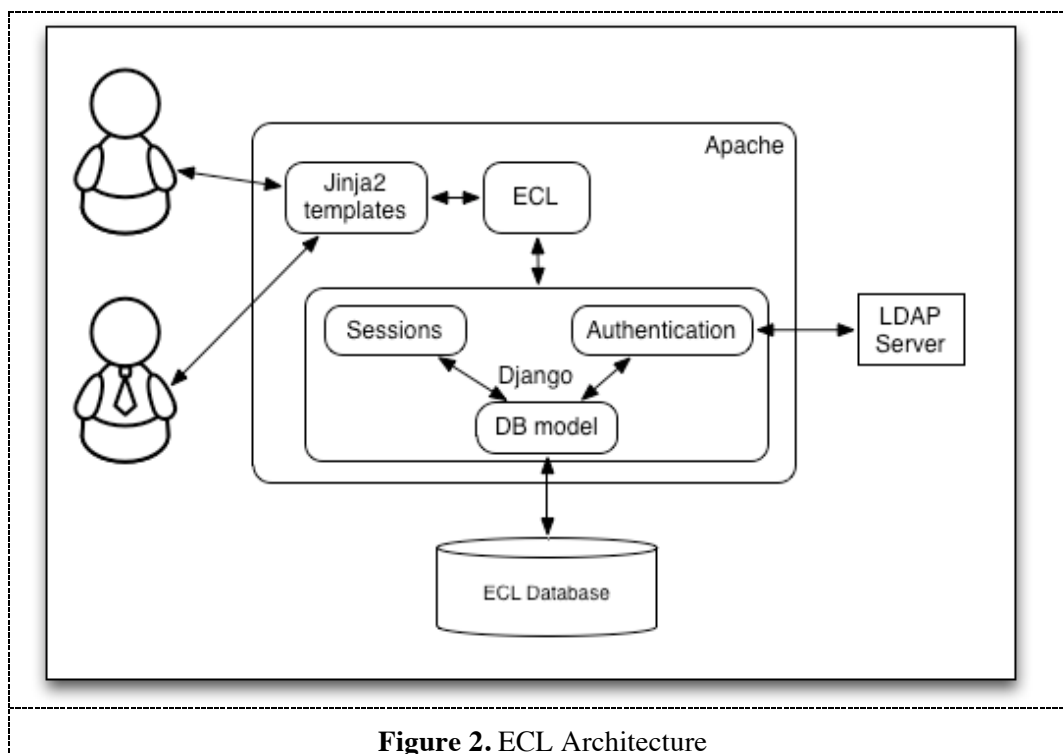 Apache
Jinja2
templates
ECL
Sessions
Authentication
Django
DB model
LDAP
Server
ECL Database
Figure 2. ECL Architecture